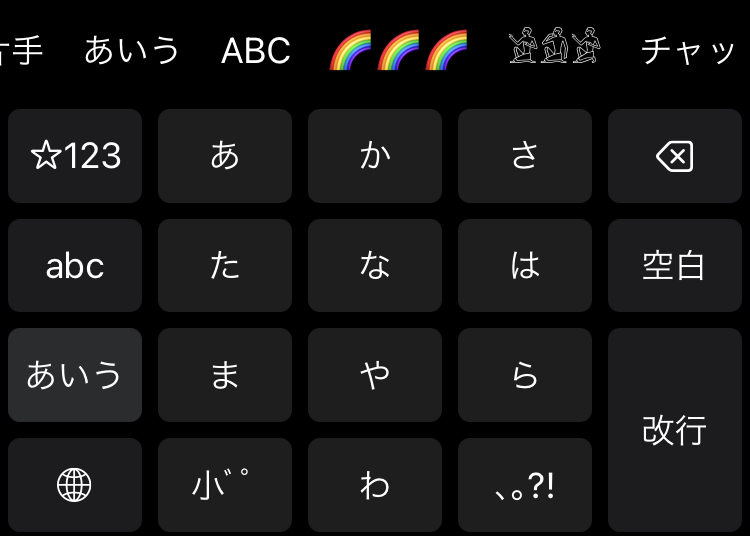 片手 あいう ABC 🌈🌈🌈 チャッ
☆123 あ か さ
abc た な は 空白
あいう ま や ら 改行
小゛゜ わ 、。?!